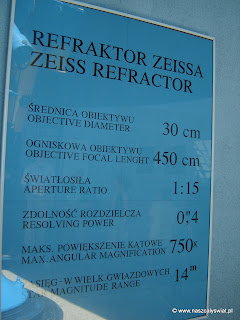 REFRAKTOR ZEISSA
ZEISS REFRACTOR
ŚREDNICA OBIEKTYWU
OBJECTIVE DIAMETER 30 cm
OGNISKOWA OBIEKTYWU
OBJECTIVE FOCAL LENGHT 450 cm
ŚWIATŁOSIŁA
APERTURE RATIO 1:15
ZDOLNOŚĆ ROZDZIELCZA
RESOLVING POWER 0."4
MAKS. POWIĘKSZENIE KĄTOWE
MAX. ANGULAR MAGNIFICATION 750x
ZASIĘG W WIELK GWIAZDOWYCH
STAR MAGNITUDE RANGE 14m
© www.naszcalyswiat.pl